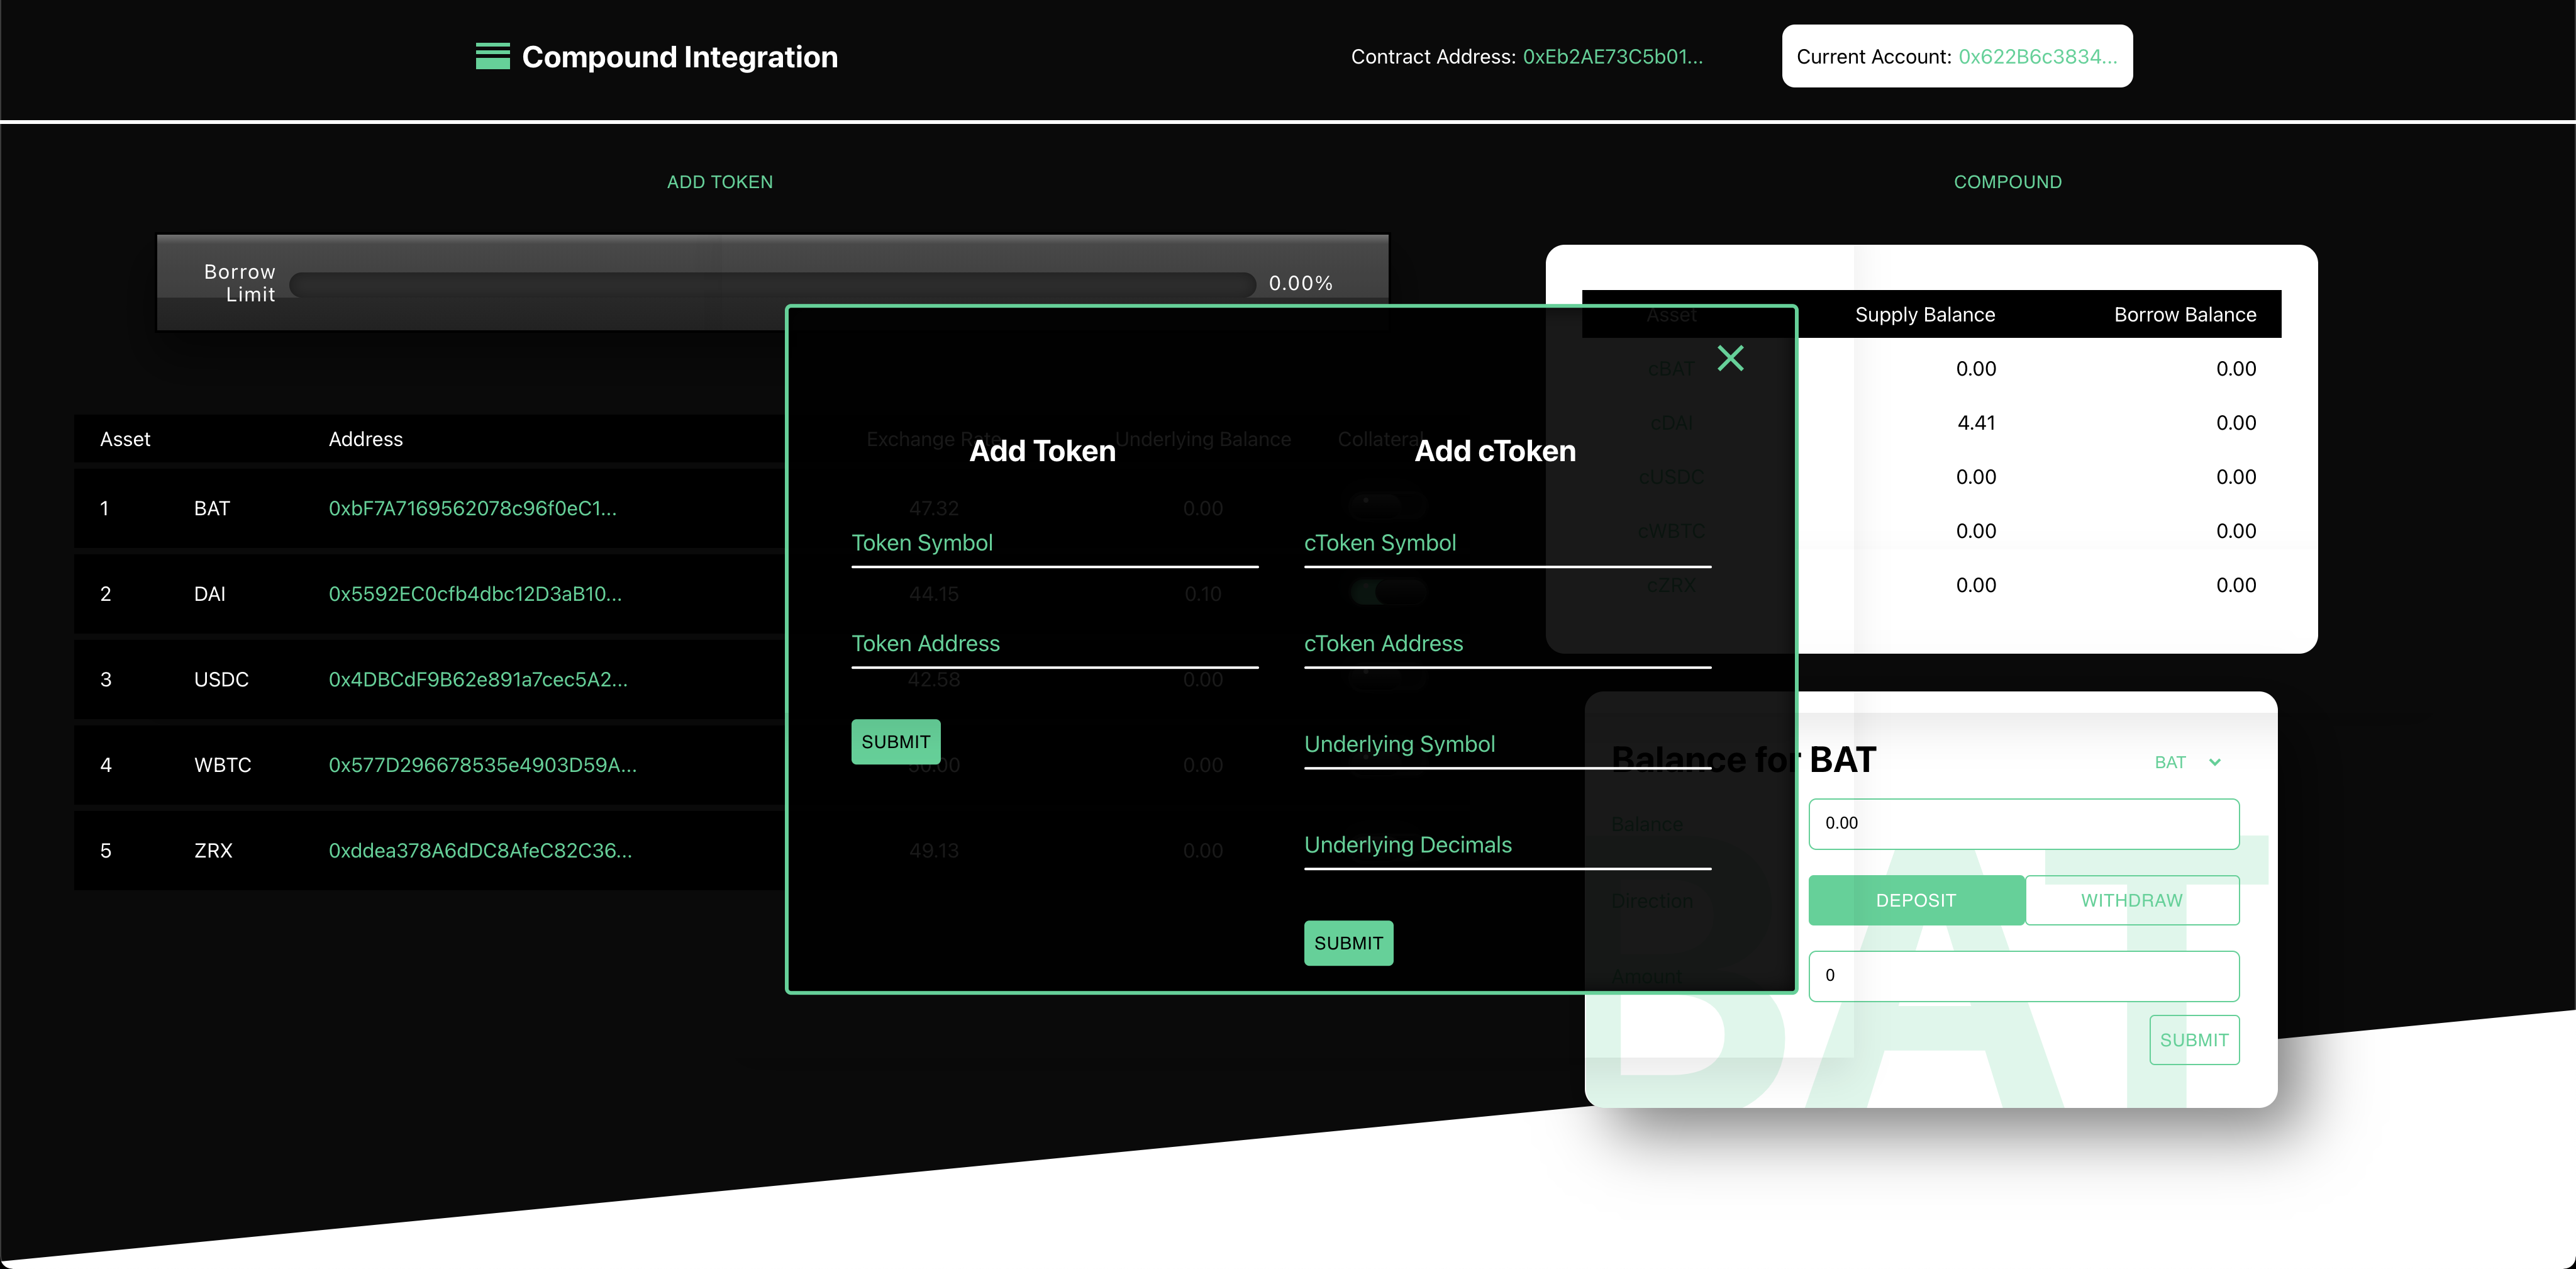 Compound Integration
Contract Address: 0xEb2AE73C5b01...
Current Account: 0x622B6c3834...
ADD TOKEN
COMPOUND
Borrow
Limit
0.00%
Asset Supply Balance Borrow Balance
cBAT 0.00 0.00
cDAI 4.41 0.00
cUSDC 0.00 0.00
cWBTC 0.00 0.00
cZRX 0.00 0.00
Asset Address Exchange Rate Underlying Balance Collateral
1 BAT 0xbF7A7169562078c96f0eC1... 47.32 0.00
2 DAI 0x5592EC0cfb4dbc12D3aB10... 44.15 0.10
3 USDC 0x4DBCdF9B62e891a7cec5A2... 42.58 0.00
4 WBTC 0x577D296678535e4903D59A... 0.00
5 ZRX 0xddea378A6dDC8AfeC82C36... 49.13 0.00
Add Token
Token Symbol
Token Address
SUBMIT
Add cToken
cToken Symbol
cToken Address
Underlying Symbol
Underlying Decimals
SUBMIT
Balance for BAT
BAT
Balance 0.00
Direction DEPOSIT WITHDRAW
Amount 0
SUBMIT
BAT